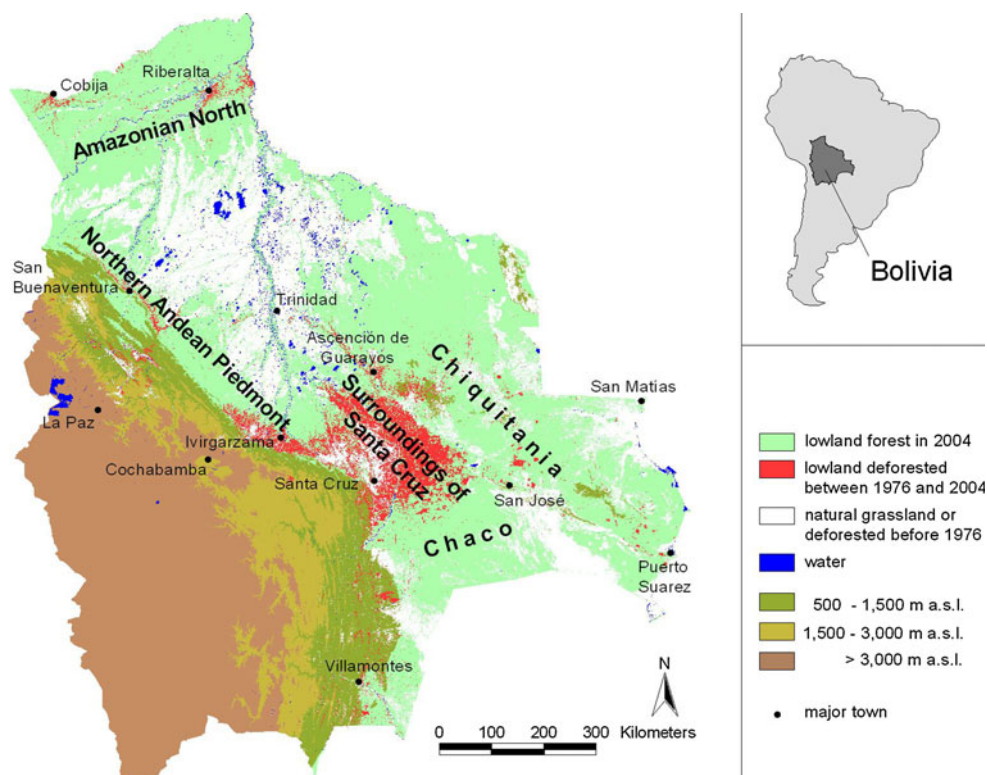 Cobija
Riberalta
Amazonian North
Northern Andean Piedmont
San
Buenaventura
Trinidad
Ascención de
Guarayos
Chiquitania
San Matias
Surroundings of
Santa Cruz
La Paz
Ivirgarzama
Cochabamba
Santa Cruz
San José
Chaco
Puerto
Suarez
Villamontes
N
0 100 200 300 Kilometers
Bolivia
lowland forest in 2004
lowland deforested
between 1976 and 2004
natural grassland or
deforested before 1976
water
500 - 1,500 m a.s.l.
1,500 - 3,000 m a.s.l.
> 3,000 m a.s.l.
major town